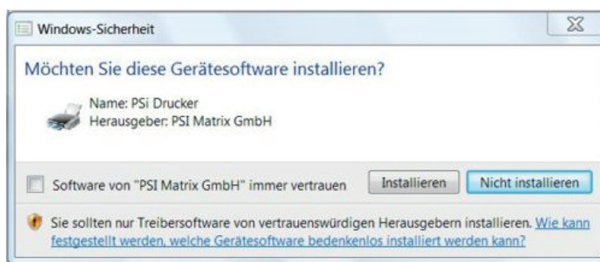 Windows-Sicherheit
Möchten Sie diese Gerätesoftware installieren?
Name: PSi Drucker
Herausgeber: PSI Matrix GmbH
Software von "PSI Matrix GmbH" immer vertrauen
Installieren
Nicht installieren
Sie sollten nur Treibersoftware von vertrauenswürdigen Herausgebern installieren. Wie kann
festgestellt werden, welche Gerätesoftware bedenkenlos installiert werden kann?